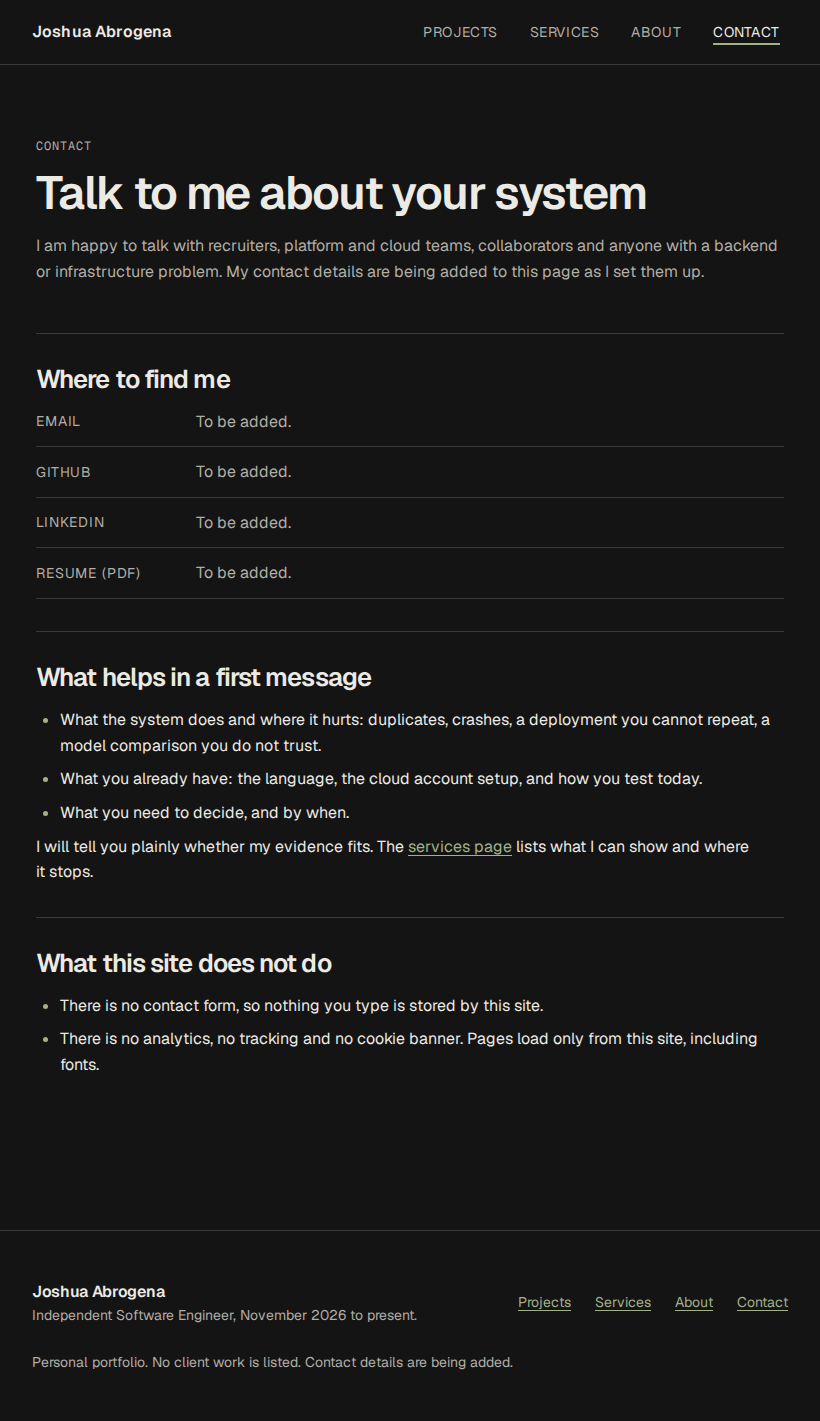 Joshua Abrogena
PROJECTS SERVICES ABOUT CONTACT
CONTACT
Talk to me about your system
I am happy to talk with recruiters, platform and cloud teams, collaborators and anyone with a backend
or infrastructure problem. My contact details are being added to this page as I set them up.
Where to find me
EMAIL To be added.
GITHUB To be added.
LINKEDIN To be added.
RESUME (PDF) To be added.
What helps in a first message
• What the system does and where it hurts: duplicates, crashes, a deployment you cannot repeat, a
model comparison you do not trust.
• What you already have: the language, the cloud account setup, and how you test today.
• What you need to decide, and by when.
I will tell you plainly whether my evidence fits. The services page lists what I can show and where
it stops.
What this site does not do
• There is no contact form, so nothing you type is stored by this site.
• There is no analytics, no tracking and no cookie banner. Pages load only from this site, including
fonts.
Joshua Abrogena
Independent Software Engineer, November 2026 to present.
Projects Services About Contact
Personal portfolio. No client work is listed. Contact details are being added.